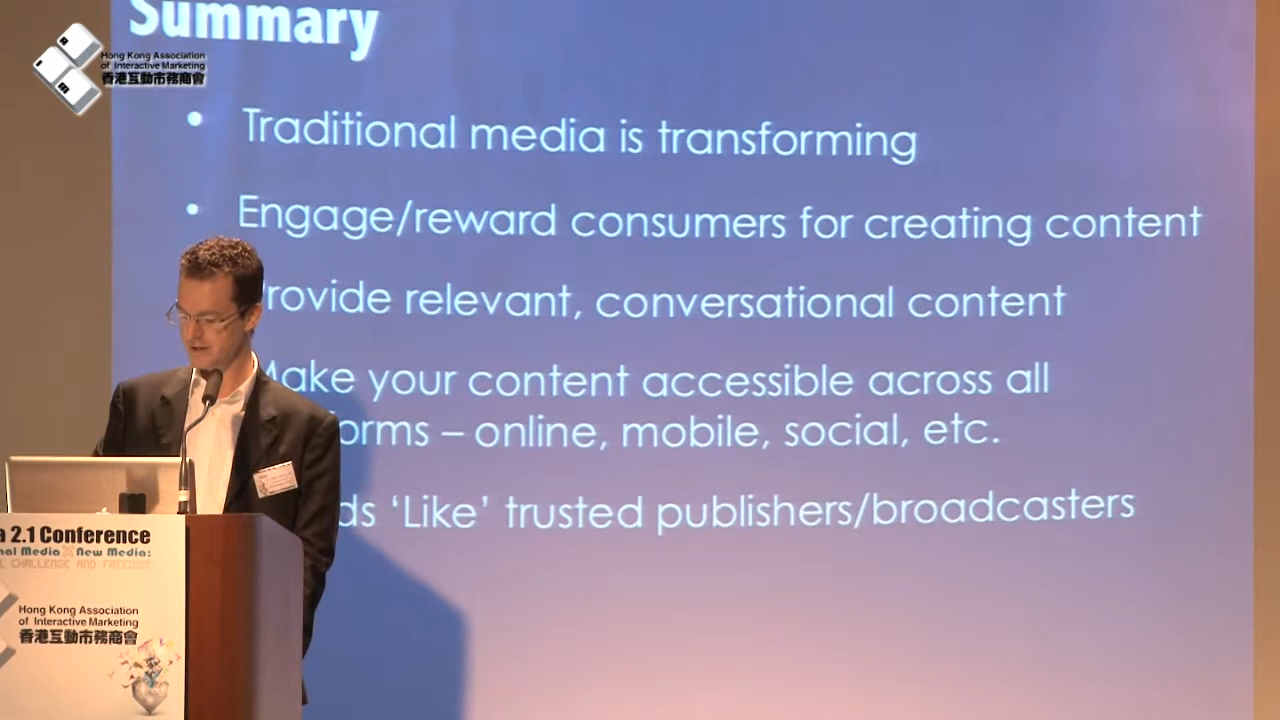 Summary
Hong Kong Association
of Interactive Marketing
香港互動市務商會
• Traditional media is transforming
• Engage/reward consumers for creating content
rovide relevant, conversational content
Make your content accessible across all
orms – online, mobile, social, etc.
ds ‘Like’ trusted publishers/broadcasters
a 2.1 Conference
nal Media X New Media:
L CHALLENGE AND FREEDOM
Hong Kong Association
of Interactive Marketing
香港互動市務商會